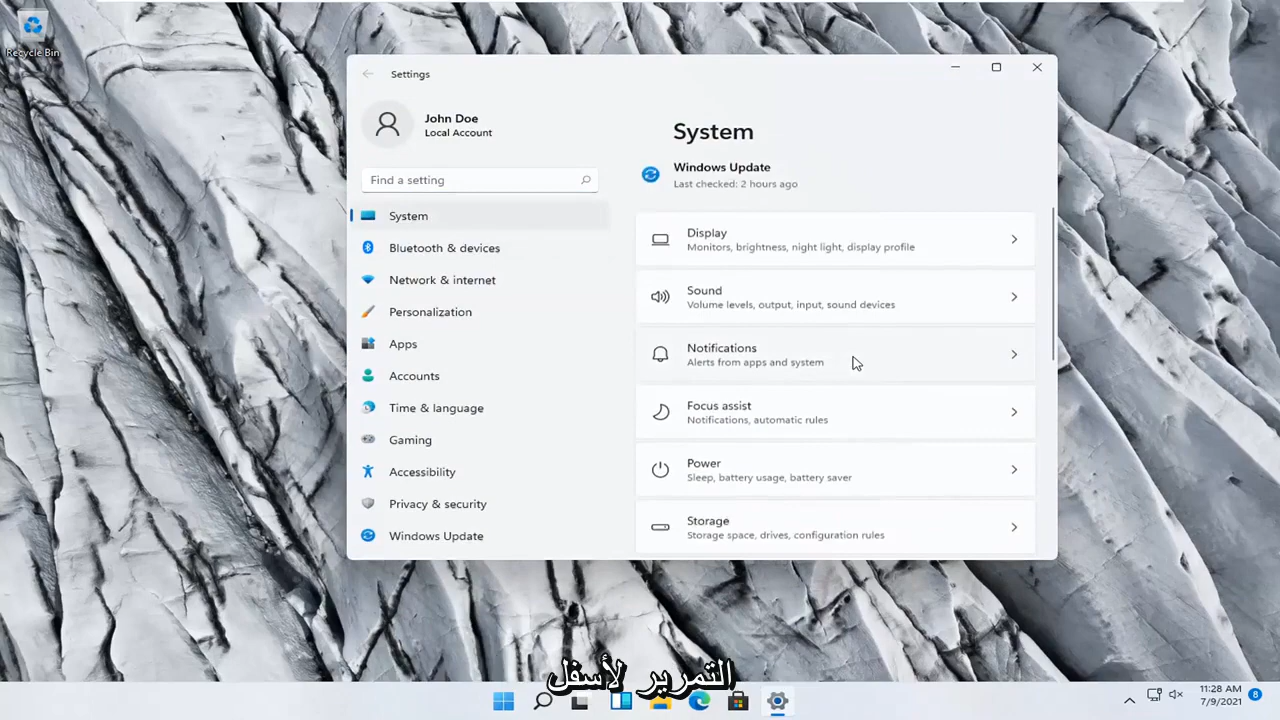 Recycle Bin
Settings
John Doe
Local Account
Find a setting
System
Bluetooth & devices
Network & internet
Personalization
Apps
Accounts
Time & language
Gaming
Accessibility
Privacy & security
Windows Update
System
Windows Update
Last checked: 2 hours ago
Display
Monitors, brightness, night light, display profile
Sound
Volume levels, output, input, sound devices
Notifications
Alerts from apps and system
Focus assist
Notifications, automatic rules
Power
Sleep, battery usage, battery saver
Storage
Storage space, drives, configuration rules
التمرير لأسفل
11:28 AM
7/9/2021
8